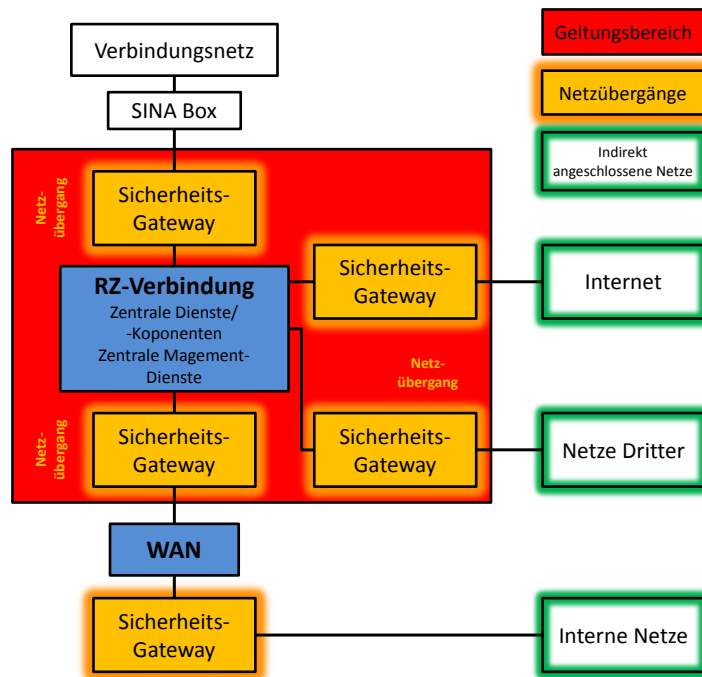 Verbindungsnetz
SINA Box
Geltungsbereich
Netzübergänge
Indirekt
angeschlossene Netze
Netz-
übergang
Sicherheits-
Gateway
RZ-Verbindung
Zentrale Dienste/
-Koponenten
Zentrale Magement-
Dienste
Sicherheits-
Gateway
Internet
Netz-
übergang
Netz-
übergang
Sicherheits-
Gateway
Sicherheits-
Gateway
Netze Dritter
WAN
Sicherheits-
Gateway
Interne Netze